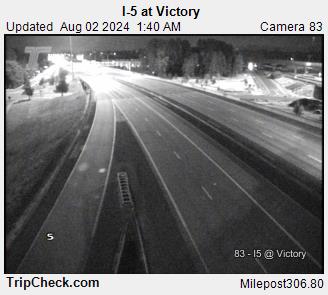 I-5 at Victory
Updated Aug 02 2024 1:40 AM Camera 83
S
83 - I5 @ Victory
TripCheck.com Milepost306.80